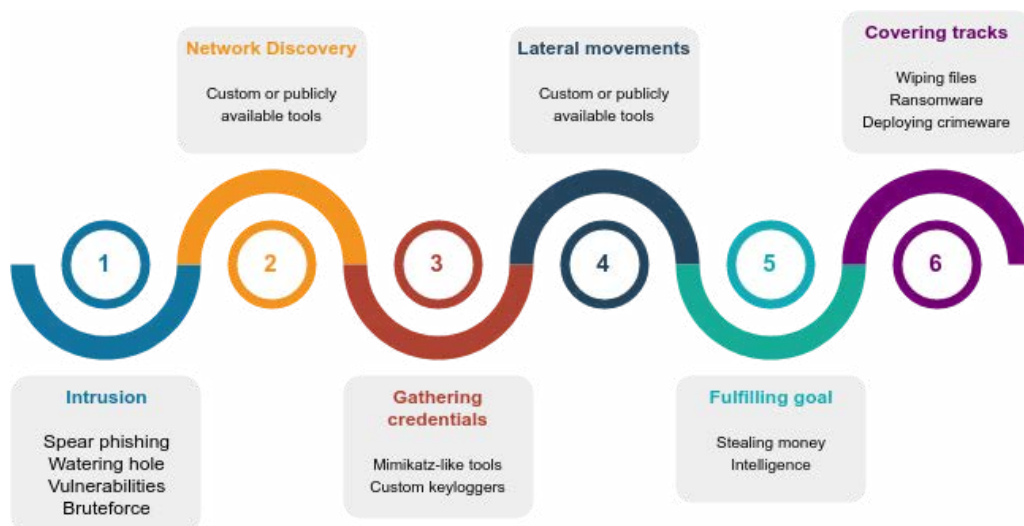 1
Intrusion
Spear phishing
Watering hole
Vulnerabilities
Bruteforce
2
Network Discovery
Custom or publicly
available tools
3
Gathering
credentials
Mimikatz-like tools
Custom keyloggers
4
Lateral movements
Custom or publicly
available tools
5
Fulfilling goal
Stealing money
Intelligence
6
Covering tracks
Wiping files
Ransomware
Deploying crimeware